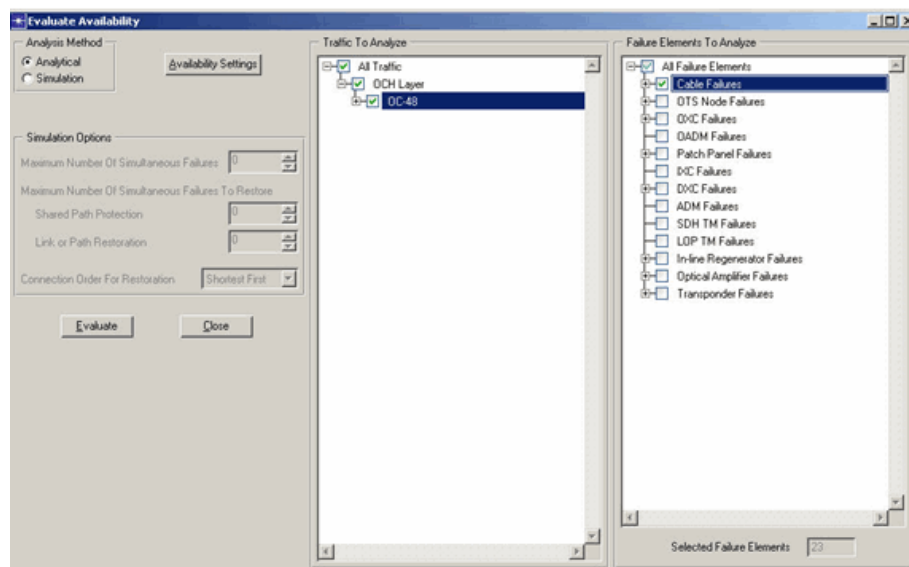 Evaluate Availability
Analysis Method
Analytical
Simulation
Availability Settings
Simulation Options
Maximum Number Of Simultaneous Failures 0
Maximum Number Of Simultaneous Failures To Restore
Shared Path Protection 0
Link or Path Restoration 0
Connection Order For Restoration Shortest First
Evaluate Close
Traffic To Analyze
All Traffic
OCH Layer
OC-48
Failure Elements To Analyze
All Failure Elements
Cable Failures
OTS Node Failures
OXC Failures
OADM Failures
Patch Panel Failures
IXC Failures
DXC Failures
ADM Failures
SDH TM Failures
LOP TM Failures
In-line Regenerator Failures
Optical Amplifier Failures
Transponder Failures
Selected Failure Elements 23